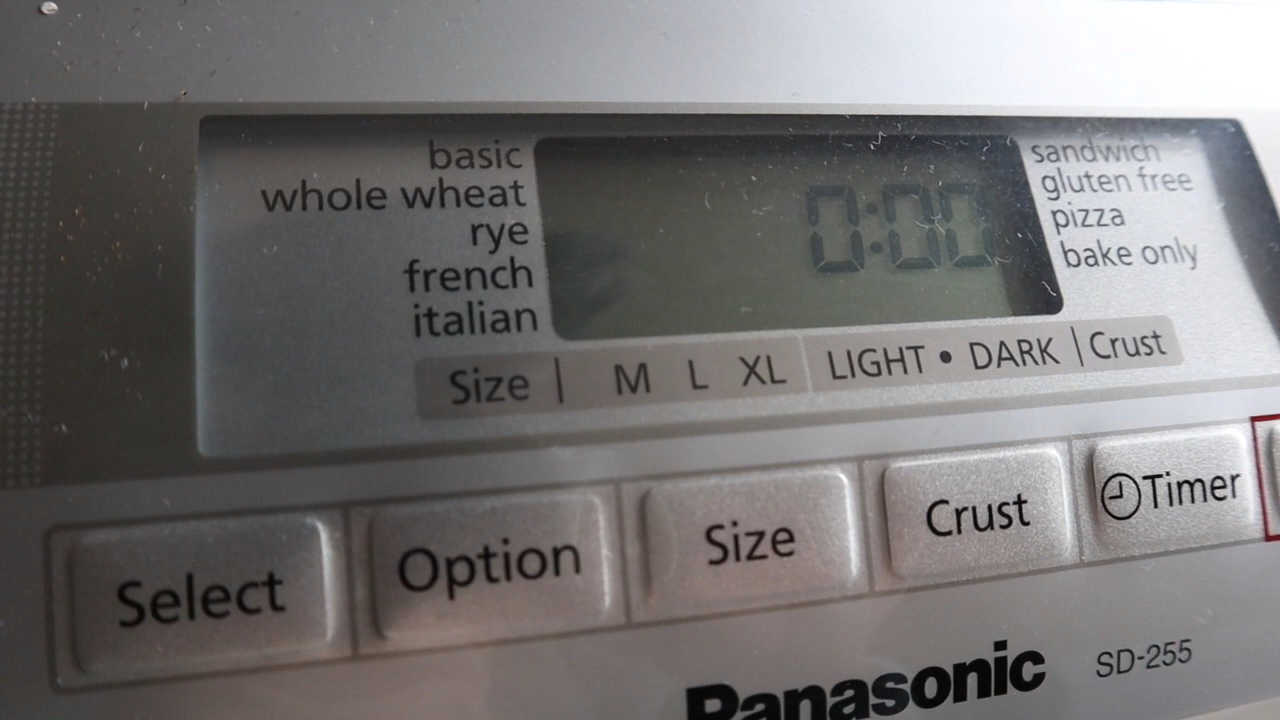 basic
whole wheat
rye
french
italian
0:00
sandwich
gluten free
pizza
bake only
Size | M L XL LIGHT • DARK | Crust
Select Option Size Crust Timer
Panasonic SD-255